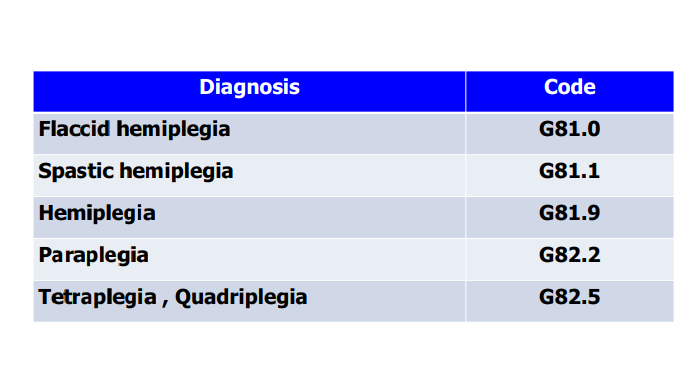 Diagnosis Code
Flaccid hemiplegia G81.0
Spastic hemiplegia G81.1
Hemiplegia G81.9
Paraplegia G82.2
Tetraplegia , Quadriplegia G82.5